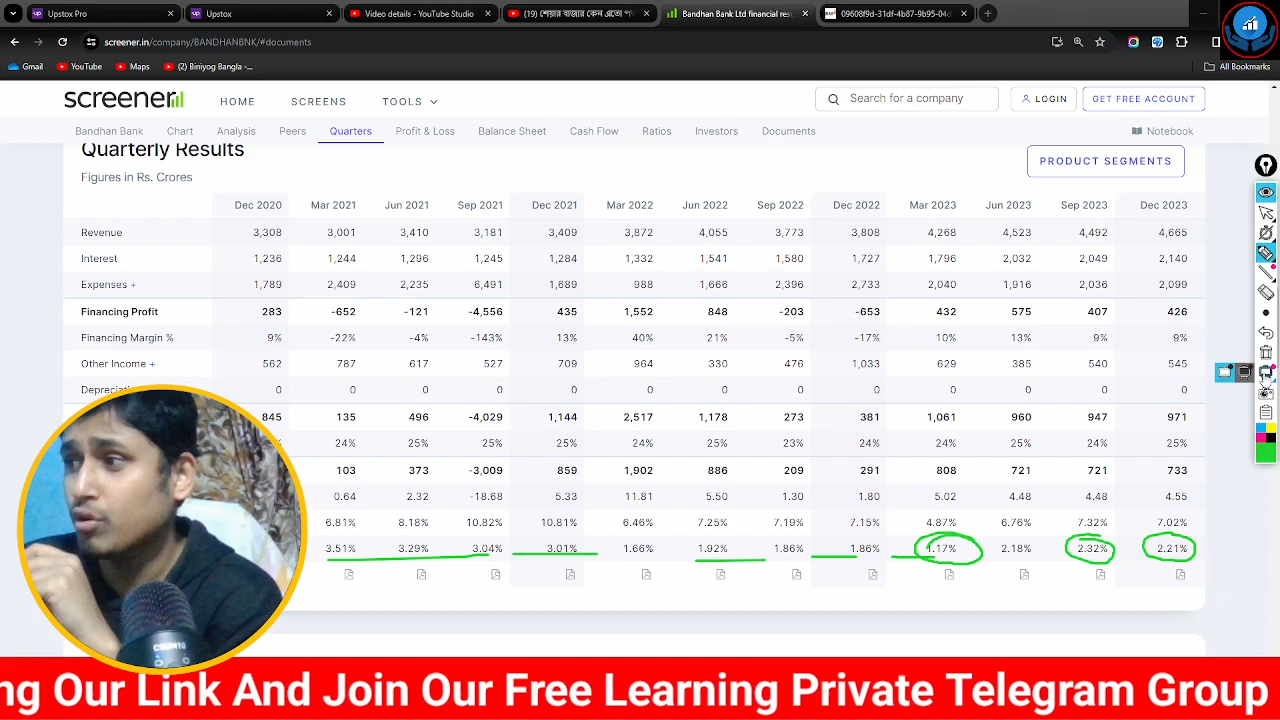 Upstox Pro
Upstox
Video details - YouTube Studio
(19) শেয়ার বাজার কেন এতো
Bandhan Bank Ltd financial res
09608f9d-31df-4b87-9b95-04d
screener.in/company/BANDHANBNK/#documents
Gmail YouTube Maps (2) Biniyog Bangla -... All Bookmarks
screener HOME SCREENS TOOLS Search for a company LOGIN GET FREE ACCOUNT
Bandhan Bank Chart Analysis Peers Quarters Profit & Loss Balance Sheet Cash Flow Ratios Investors Documents Notebook
Quarterly Results
PRODUCT SEGMENTS
Figures in Rs. Crores
Dec 2020 Mar 2021 Jun 2021 Sep 2021 Dec 2021 Mar 2022 Jun 2022 Sep 2022 Dec 2022 Mar 2023 Jun 2023 Sep 2023 Dec 2023
Revenue 3,308 3,001 3,410 3,181 3,409 3,872 4,055 3,773 3,808 4,268 4,523 4,492 4,665
Interest 1,236 1,244 1,296 1,245 1,284 1,332 1,541 1,580 1,727 1,796 2,032 2,049 2,140
Expenses + 1,789 2,409 2,235 6,491 1,689 988 1,666 2,396 2,733 2,040 1,916 2,036 2,099
Financing Profit 283 -652 -121 -4,556 435 1,552 848 -203 -653 432 575 407 426
Financing Margin % 9% -22% -4% -143% 13% 40% 21% -5% -17% 10% 13% 9% 9%
Other Income + 562 787 617 527 709 964 330 476 1,033 629 385 540 545
0 0 0 0 0 0 0 0 0 0 0 0 0
845 135 496 -4,029 1,144 2,517 1,178 273 381 1,061 960 947 971
24% 24% 25% 25% 24% 25% 23% 24% 24% 25% 24% 25%
103 373 -3,009 859 1,902 886 209 291 808 721 721 733
0.64 2.32 -18.68 5.33 11.81 5.50 1.30 1.80 5.02 4.48 4.48 4.55
6.81% 8.18% 10.82% 10.81% 6.46% 7.25% 7.15% 4.87% 6.76% 7.32% 7.02%
3.51% 3.29% 3.04% 3.01% 1.66% 1.92% 1.86% 1.86% 1.17% 2.18% 2.32% 2.21%
ng Our Link And Join Our Free Learning Private Telegram Group